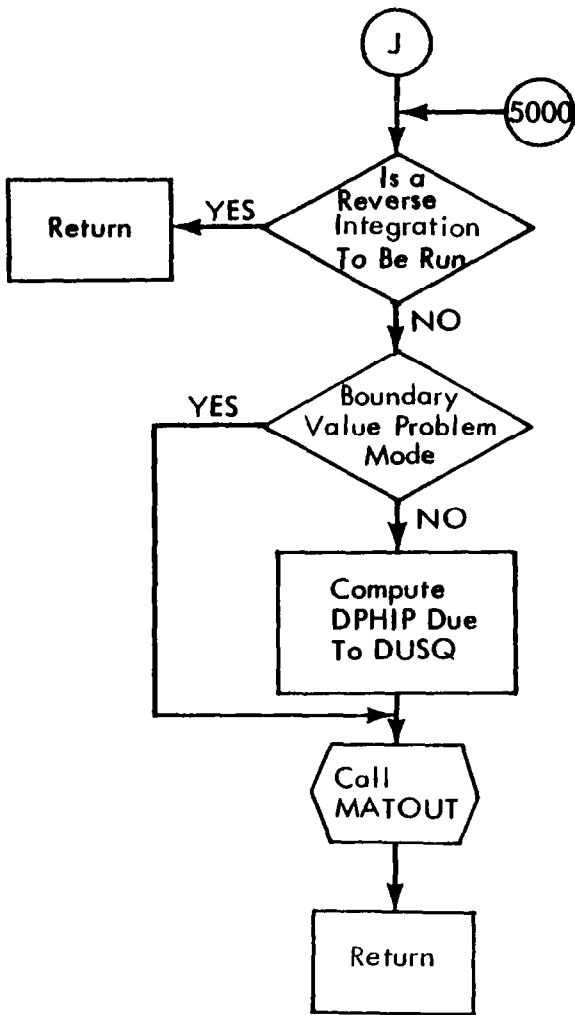 J
5000
Is a
Reverse
Integration
To Be Run
YES
Return
NO
Boundary
Value Problem
Mode
YES
NO
Compute
DPHIP Due
To DUSQ
Call
MATOUT
Return